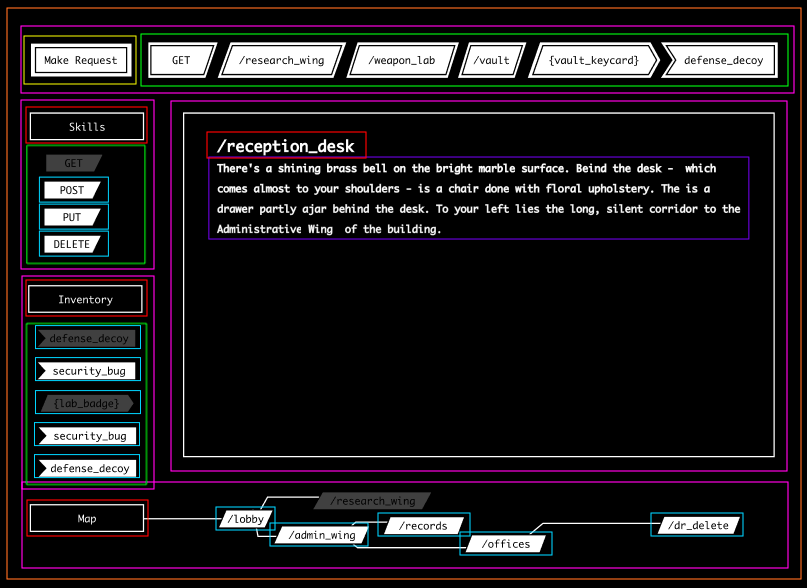 Make Request
GET /research_wing /weapon_lab /vault {vault_keycard} defense_decoy
Skills
GET
POST
PUT
DELETE
/reception_desk
There's a shining brass bell on the bright marble surface. Beind the desk - which
comes almost to your shoulders - is a chair done with floral upholstery. The is a
drawer partly ajar behind the desk. To your left lies the long, silent corridor to the
Administrative Wing of the building.
Inventory
defense_decoy
security_bug
{lab_badge}
security_bug
defense_decoy
Map
/lobby
/research_wing
/admin_wing
/records
/offices
/dr_delete